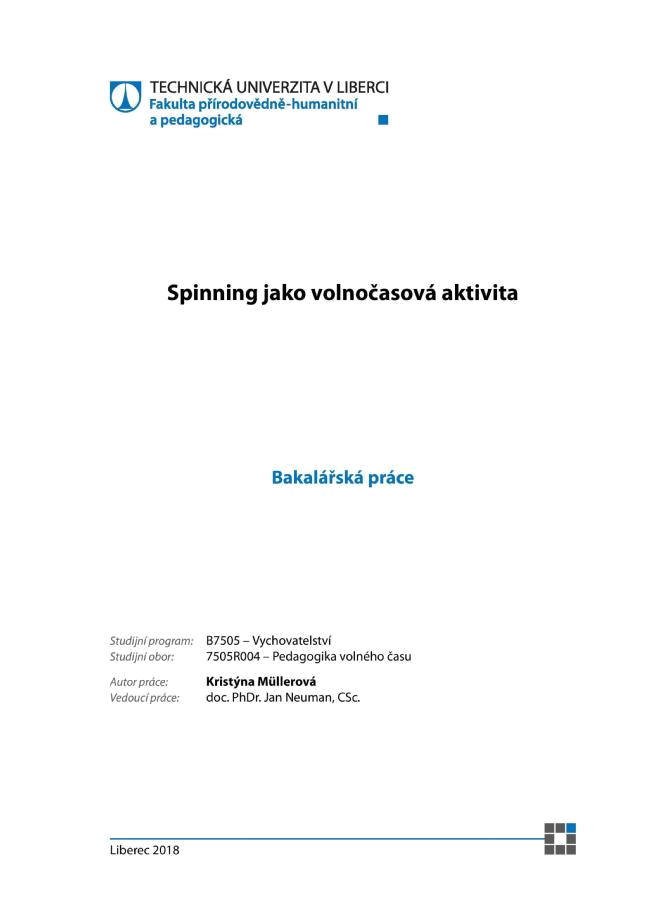 TECHNICKÁ UNIVERZITA V LIBERCI
Fakulta přírodovědně-humanitní
a pedagogická
Spinning jako volnočasová aktivita
Bakalářská práce
Studijní program: B7505 – Vychovatelství
Studijní obor: 7505R004 – Pedagogika volného času
Autor práce: Kristýna Müllerová
Vedoucí práce: doc. PhDr. Jan Neuman, CSc.
Liberec 2018